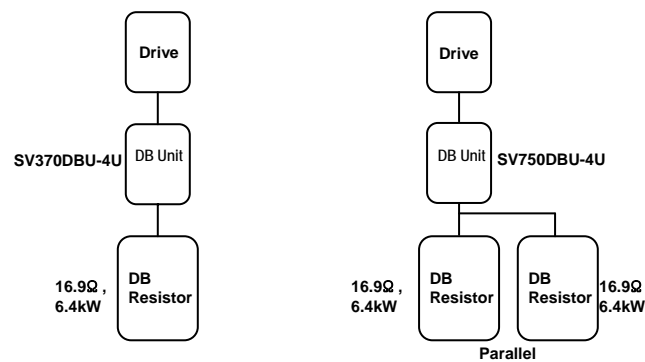 Drive
SV370DBU-4U
DB Unit
16.9Ω ,
6.4kW
DB
Resistor
Drive
DB Unit
SV750DBU-4U
16.9Ω ,
6.4kW
DB
Resistor
DB
Resistor
16.9Ω
6.4kW
Parallel